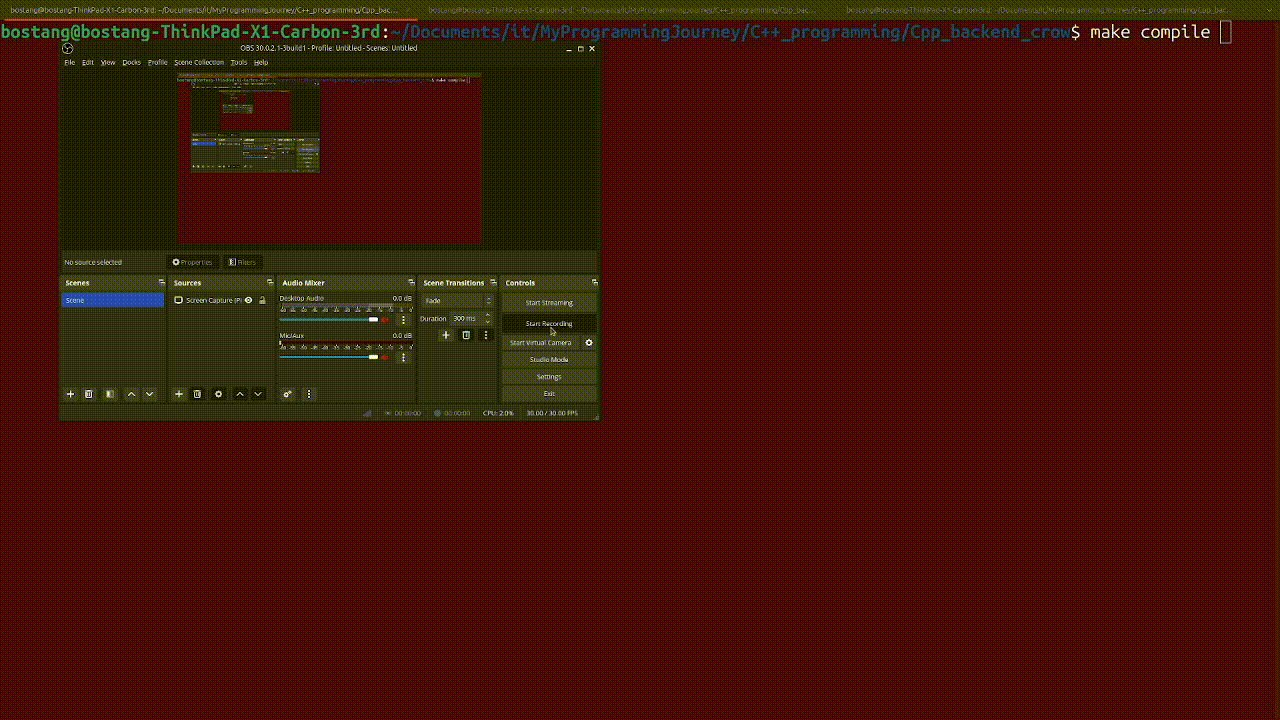 bostang@bostang-ThinkPad-X1-Carbon-3rd: ~/Documents/it/MyProgrammingJourney/C++_programming/Cpp_bac...
bostang@bostang-ThinkPad-X1-Carbon-3rd: ~/Documents/it/MyProgrammingJourney/C++_programming/Cpp_bac...
bostang@bostang-ThinkPad-X1-Carbon-3rd: ~/Documents/it/MyProgrammingJourney/C++_programming/Cpp_bac...
bostang@bostang-ThinkPad-X1-Carbon-3rd:~/Documents/it/MyProgrammingJourney/C++_programming/Cpp_backend_crow$ make compile
OBS 30.0.2.1-3build1 - Profile: Untitled - Scenes: Untitled
File Edit View Docks Profile Scene Collection Tools Help
No source selected Properties Filters
Scenes Sources Audio Mixer Scene Transitions Controls
Scene
Screen Capture (Pi
Desktop Audio 0.0 dB
Mic/Aux 0.0 dB
Fade
Duration 300 ms
Start Streaming
Start Recording
Start Virtual Camera
Studio Mode
Settings
Exit
00:00:00 00:00:00 CPU: 2.0% 30.00 / 30.00 FPS